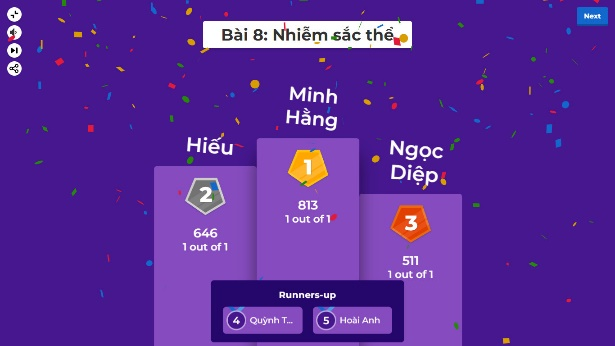 Bài 8: Nhiễm sắc thể
Next
Minh
Hằng
Hiếu
Ngọc
Diệp
1
813
1 out of 1
2
646
1 out of 1
3
511
1 out of 1
Runners-up
4 Quỳnh T...
5 Hoài Anh